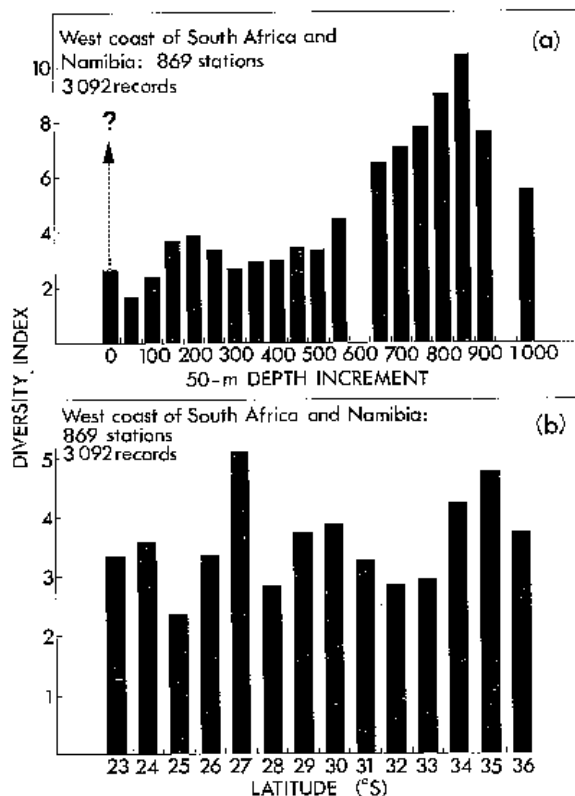 West coast of South Africa and
Namibia: 869 stations
3 092 records
(a)
?
10
8
6
4
2
0 100 200 300 400 500 600 700 800 900 1 000
50-m DEPTH INCREMENT
DIVERSITY INDEX
West coast of South Africa and Namibia:
869 stations
3 092 records
(b)
5
4
3
2
1
23 24 25 26 27 28 29 30 31 32 33 34 35 36
LATITUDE (°S)